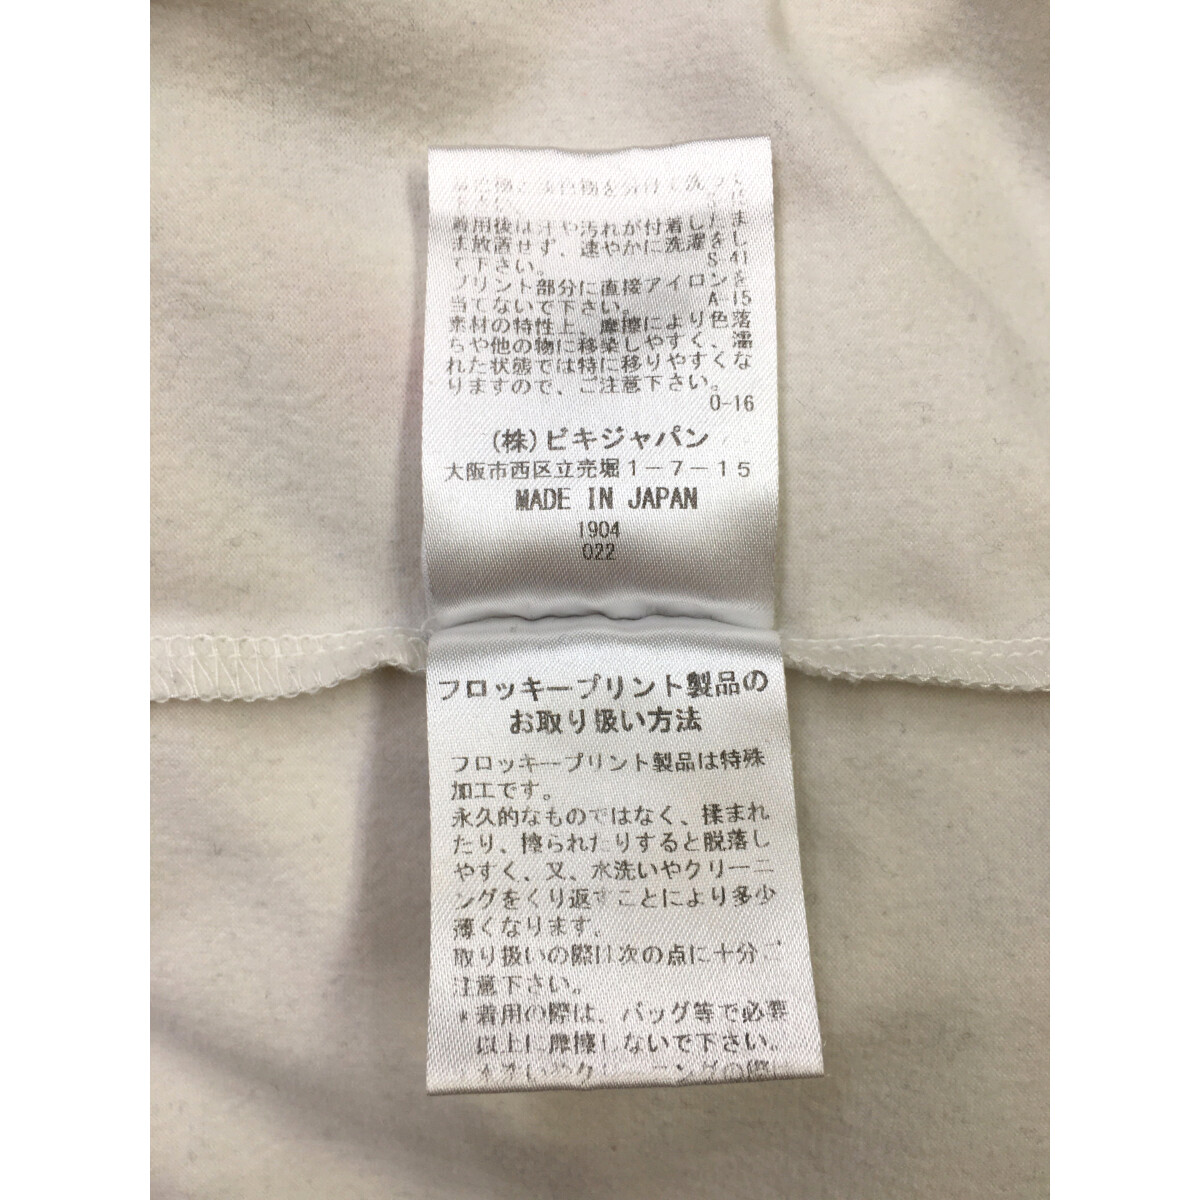 色物を分けて洗っ
下さい。
着用後は汗や汚れが付着したま
ま放置せず、速やかに洗濯をし
て下さい。 S-41
プリント部分に直接アイロンを
当てないで下さい。 A-15
素材の特性上、摩擦により色落
ちや他の物に移染しやすく、濡
れた状態では特に移りやすくな
りますので、ご注意下さい。
0-16
(株)ビキジャパン
大阪市西区立売堀1-7-15
MADE IN JAPAN
1904
022
フロッキープリント製品の
お取り扱い方法
フロッキープリント製品は特殊
加工です。
永久的なものではなく、揉まれ
たり、擦られたりすると脱落し
やすく、又、水洗いやクリーニ
ングをくり返すことにより多少
薄くなります。
取り扱いの際は次の点に十分ご
注意下さい。
*着用の際は、バッグ等で必要
以上に摩擦しないで下さい。